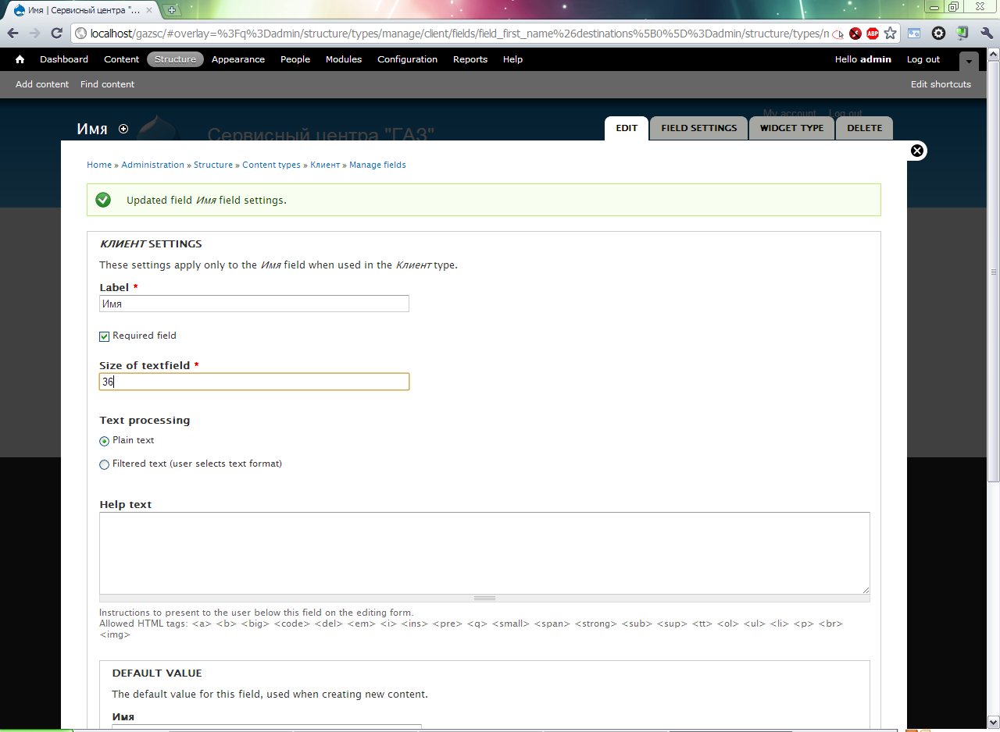 Имя | Сервисный центра "...
localhost/gazsc/#overlay=%3Fq%3Dadmin/structure/types/manage/client/fields/field_first_name%26destinations%5B0%5D%3Dadmin/structure/types/m
ABP
Dashboard Content Structure Appearance People Modules Configuration Reports Help Hello admin Log out
Add content Find content Edit shortcuts
My account Log out
Имя
Сервисный центра "ГАЗ"
EDIT FIELD SETTINGS WIDGET TYPE DELETE
Home » Administration » Structure » Content types » Клиент » Manage fields
Updated field Имя field settings.
КЛИЕНТ SETTINGS
These settings apply only to the Имя field when used in the Клиент type.
Label *
Имя
Required field
Size of textfield *
36
Text processing
Plain text
Filtered text (user selects text format)
Help text
Instructions to present to the user below this field on the editing form.
Allowed HTML tags: <a> <b> <big> <code> <del> <em> <i> <ins> <pre> <q> <small> <span> <strong> <sub> <sup> <tt> <ol> <ul> <li> <p> <br>
<img>
DEFAULT VALUE
The default value for this field, used when creating new content.
Имя